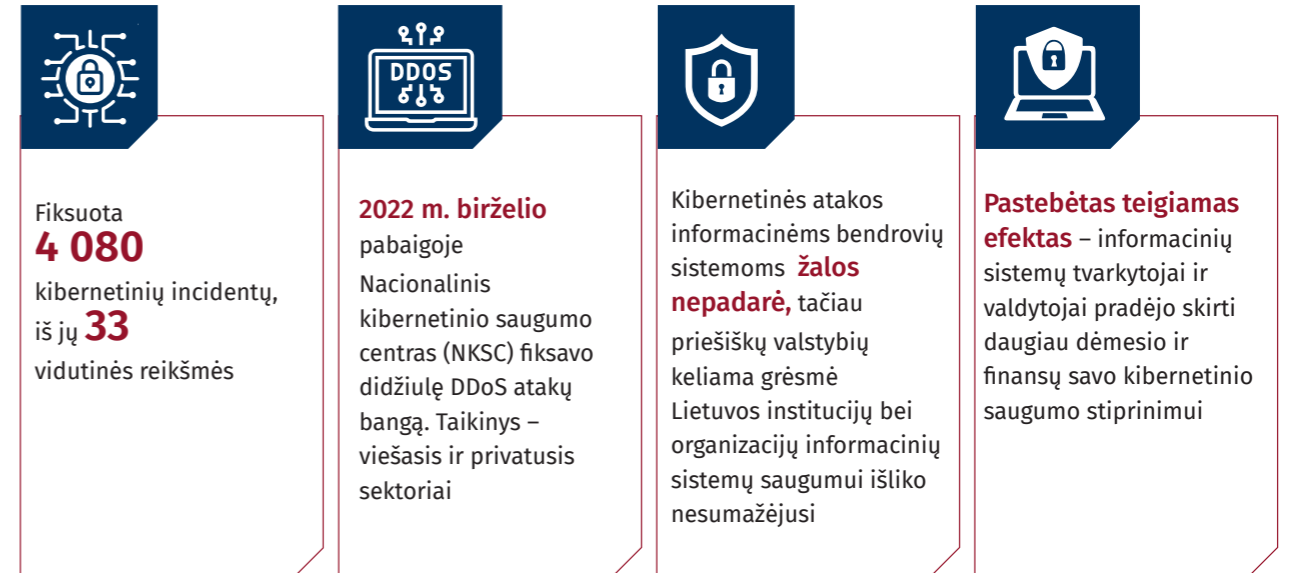 Fiksuota
4 080
kibernetinių incidentų,
iš jų 33
vidutinės reikšmės
DDOS
2022 m. birželio
pabaigoje
Nacionalinis
kibernetinio saugumo
centras (NKSC) fiksavo
didžiulę DDoS atakų
bangą. Taikinys –
viešasis ir privatusis
sektoriai
Kibernetinės atakos
informacinėms bendrovių
sistemoms žalos
nepadarė, tačiau
priešiškų valstybių
keliama grėsmė
Lietuvos institucijų bei
organizacijų informacinių
sistemų saugumui išliko
nesumažėjusi
Pastebėtas teigiamas
efektas – informacinių
sistemų tvarkytojai ir
valdytojai pradėjo skirti
daugiau dėmesio ir
finansų savo kibernetinio
saugumo stiprinimui